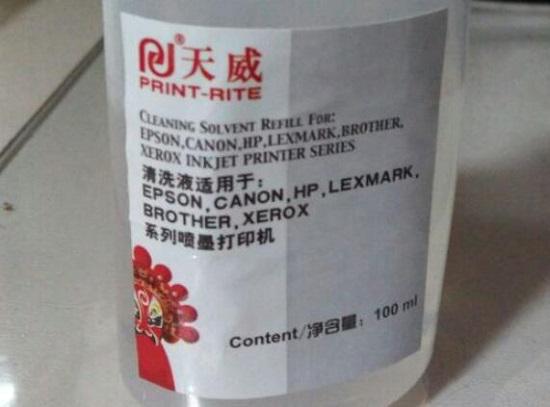 天威
PRINT-RITE
CLEANING SOLVENT REFILL FOR:
EPSON,CANON,HP,LEXMARK,BROTHER,
XEROX INKJET PRINTER SERIES
清洗液适用于：
EPSON, CANON, HP, LEXMARK,
BROTHER, XEROX
系列喷墨打印机
Content/净含量：100 ml